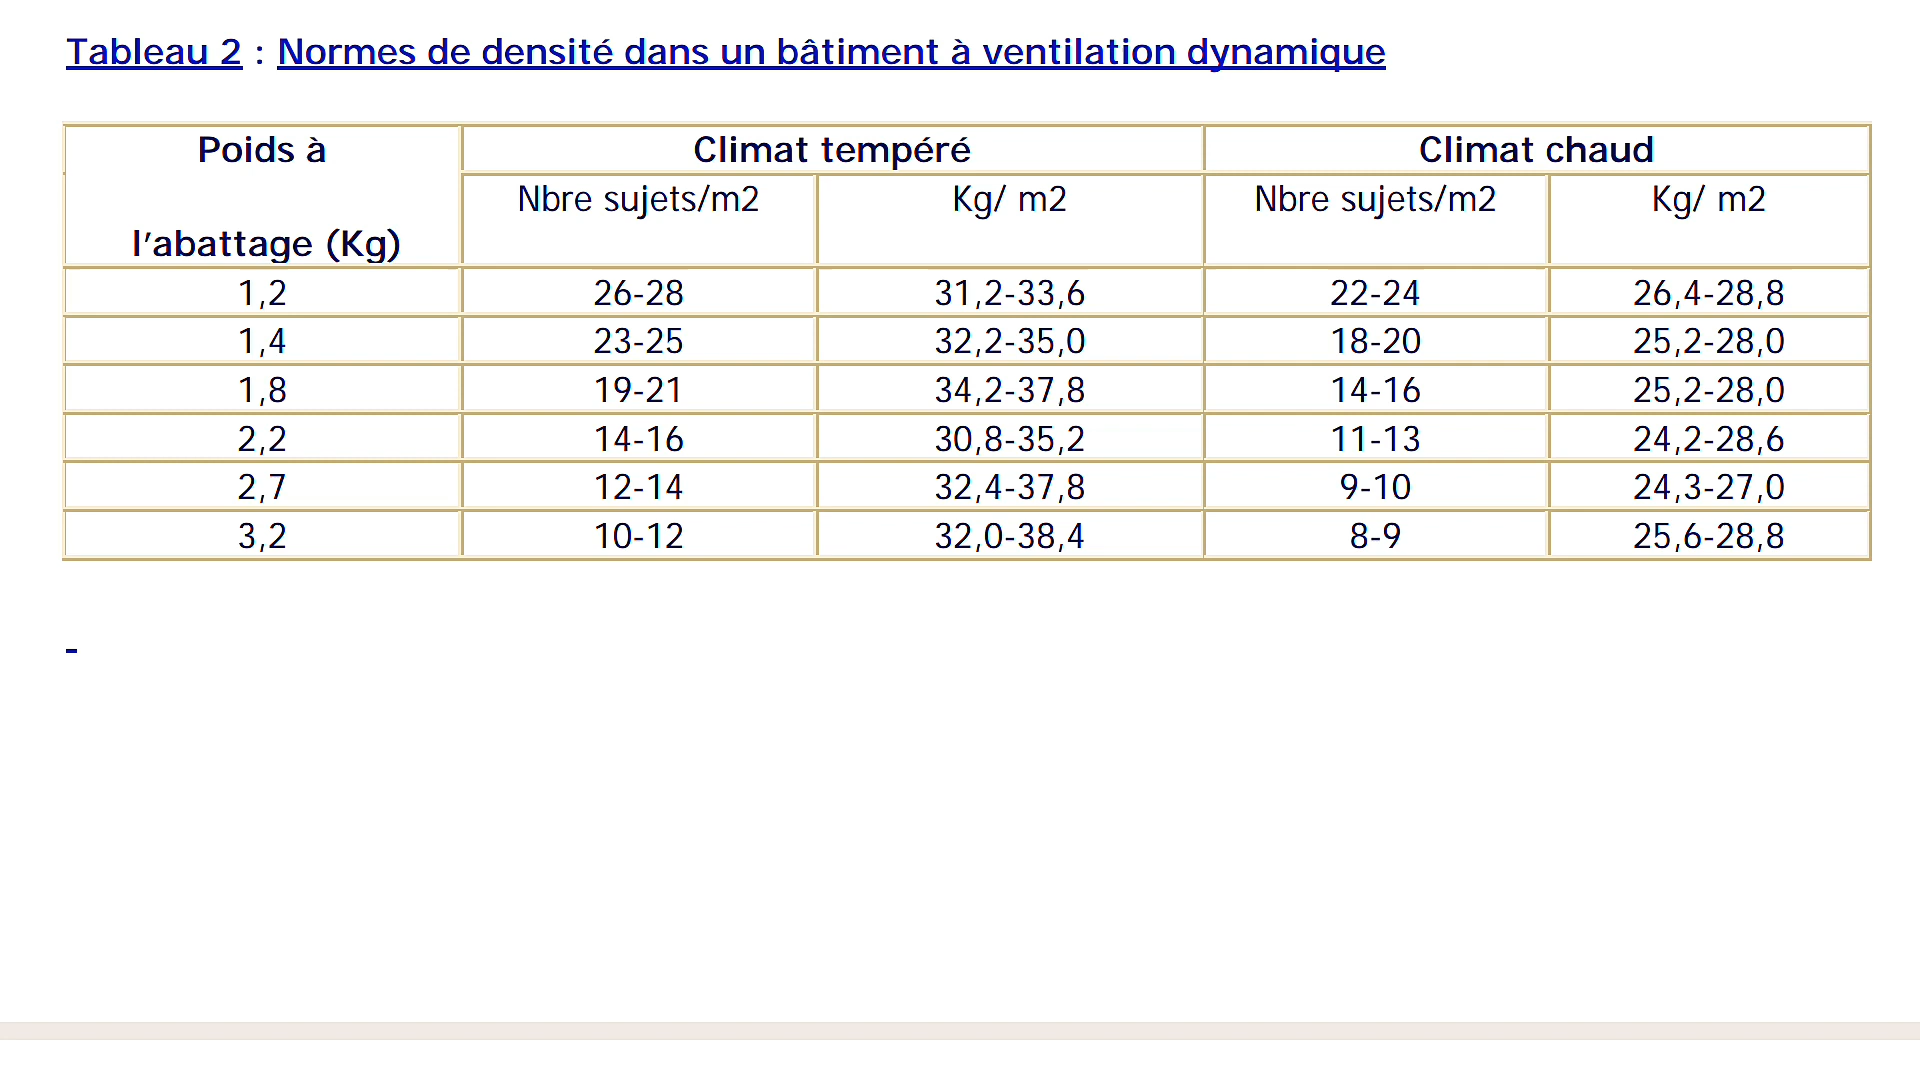 Tableau 2 : Normes de densité dans un bâtiment à ventilation dynamique
Poids à l’abattage (Kg) Climat tempéré Climat chaud
Nbre sujets/m2 Kg/ m2 Nbre sujets/m2 Kg/ m2
1,2 26-28 31,2-33,6 22-24 26,4-28,8
1,4 23-25 32,2-35,0 18-20 25,2-28,0
1,8 19-21 34,2-37,8 14-16 25,2-28,0
2,2 14-16 30,8-35,2 11-13 24,2-28,6
2,7 12-14 32,4-37,8 9-10 24,3-27,0
3,2 10-12 32,0-38,4 8-9 25,6-28,8